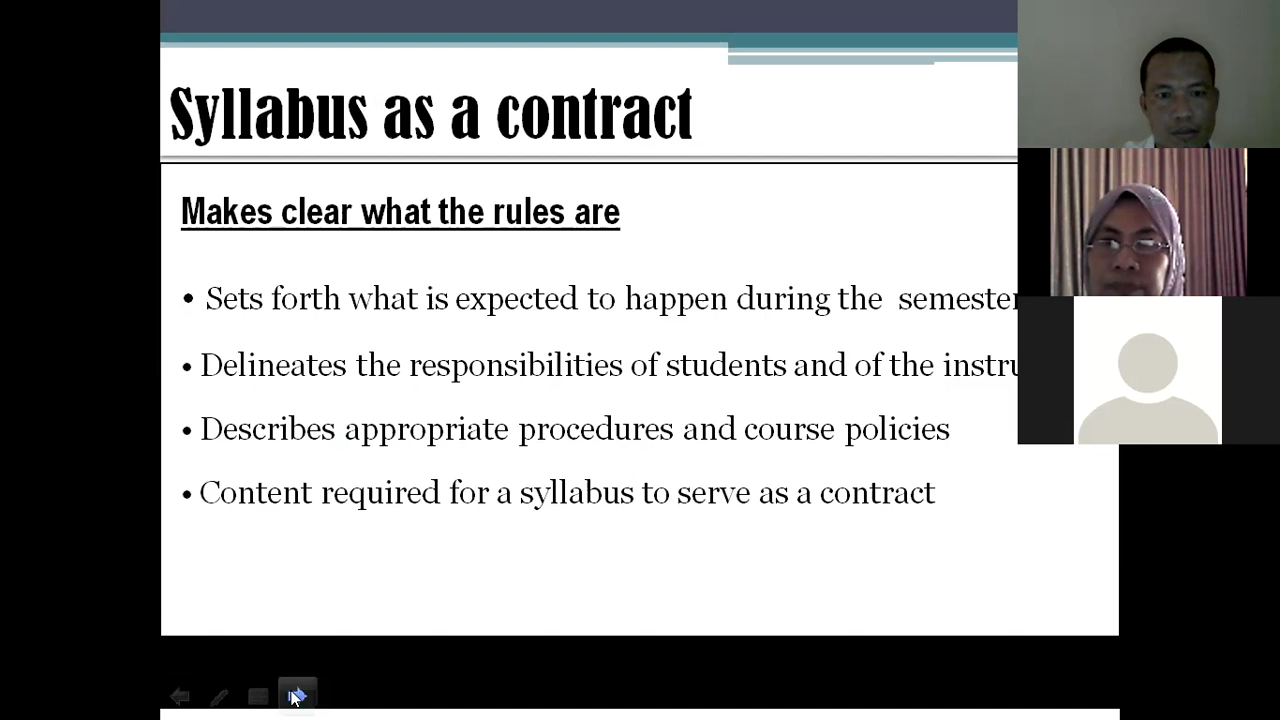 Syllabus as a contract
Makes clear what the rules are
• Sets forth what is expected to happen during the semester
• Delineates the responsibilities of students and of the
• Describes appropriate procedures and course policies
• Content required for a syllabus to serve as a contract